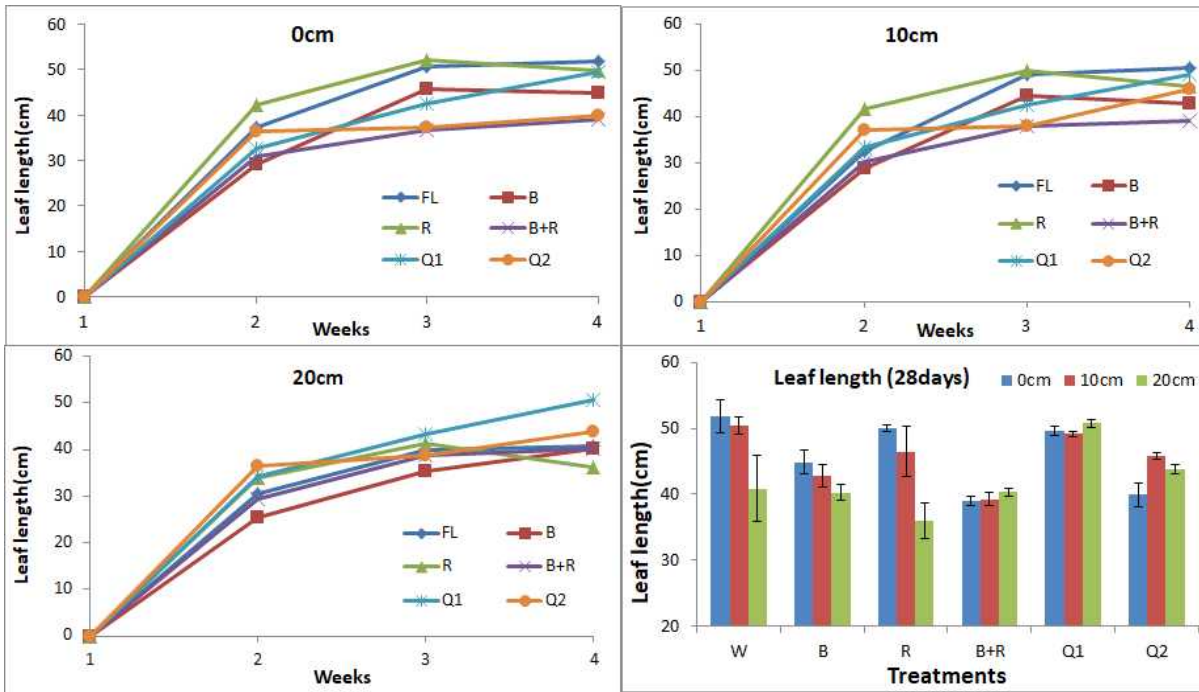 0cm
Leaf length(cm)
60
50
40
30
20
10
0
FL
B
R
B+R
Q1
Q2
1
2
3
4
Weeks
10cm
Leaf length(cm)
60
50
40
30
20
10
0
FL
B
R
B+R
Q1
Q2
1
2
3
4
Weeks
20cm
Leaf length(cm)
60
50
40
30
20
10
0
FL
B
R
B+R
Q1
Q2
1
2
3
4
Weeks
Leaf length (28days)
0cm
10cm
20cm
Leaf length(cm)
60
50
40
30
20
W
B
R
B+R
Q1
Q2
Treatments